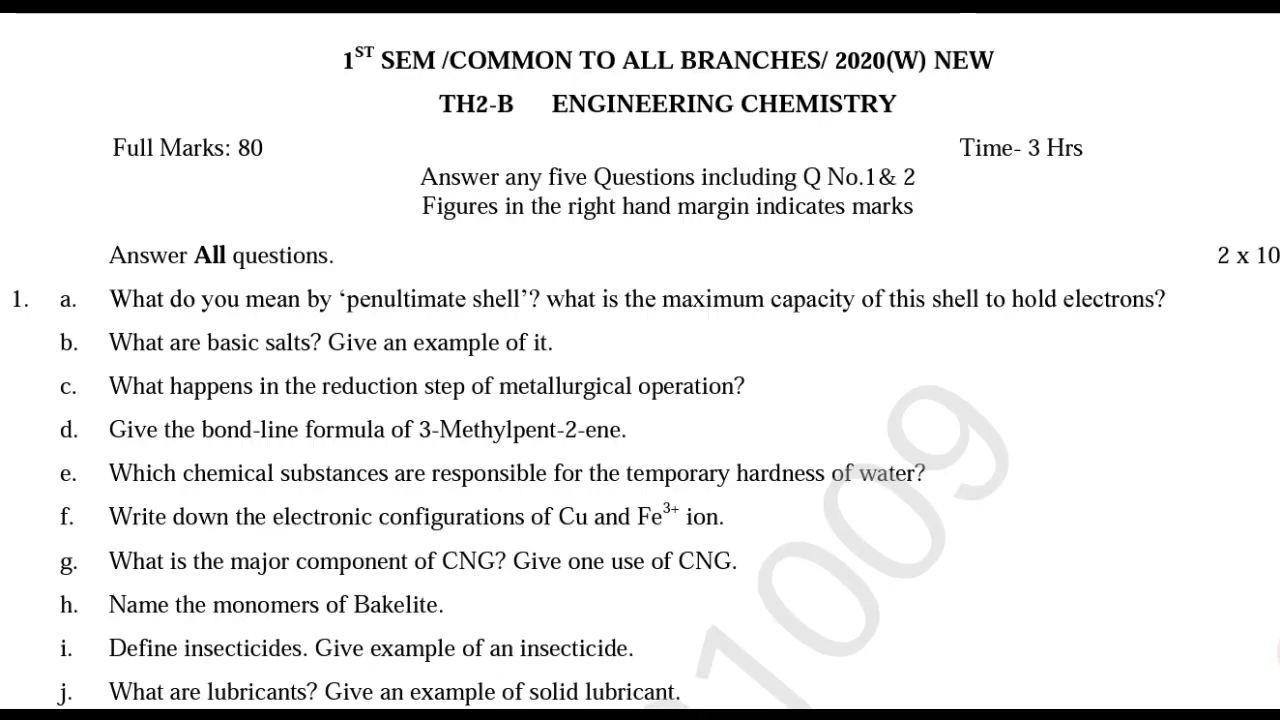 1ST SEM /COMMON TO ALL BRANCHES/ 2020(W) NEW
TH2-B ENGINEERING CHEMISTRY
Full Marks: 80 Time- 3 Hrs
Answer any five Questions including Q No.1& 2
Figures in the right hand margin indicates marks
Answer All questions. 2 x 10
1. a. What do you mean by ‘penultimate shell’? what is the maximum capacity of this shell to hold electrons?
b. What are basic salts? Give an example of it.
c. What happens in the reduction step of metallurgical operation?
d. Give the bond-line formula of 3-Methylpent-2-ene.
e. Which chemical substances are responsible for the temporary hardness of water?
f. Write down the electronic configurations of Cu and Fe3+ ion.
g. What is the major component of CNG? Give one use of CNG.
h. Name the monomers of Bakelite.
i. Define insecticides. Give example of an insecticide.
j. What are lubricants? Give an example of solid lubricant.
1009